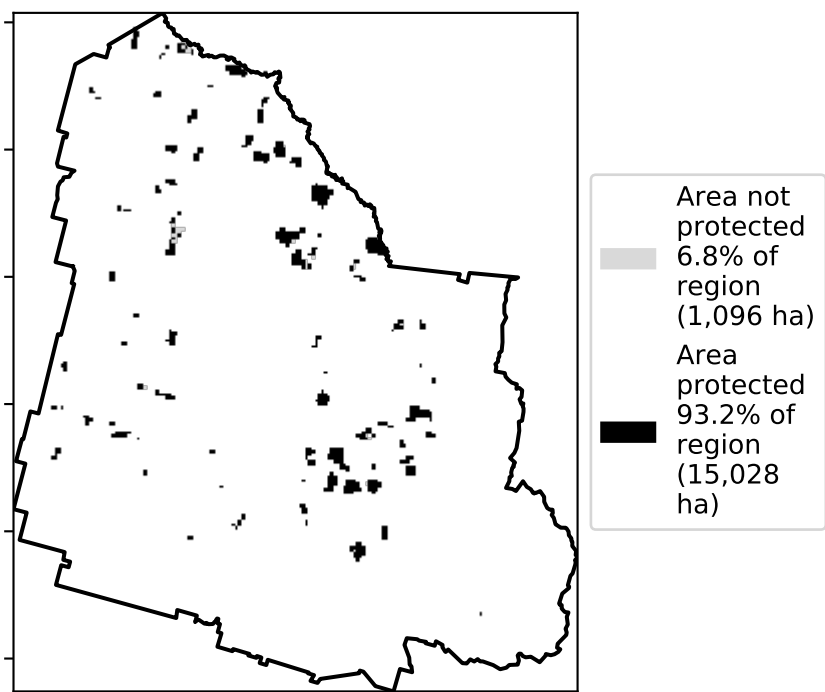 Area not
protected
6.8% of
region
(1,096 ha)
Area
protected
93.2% of
region
(15,028
ha)